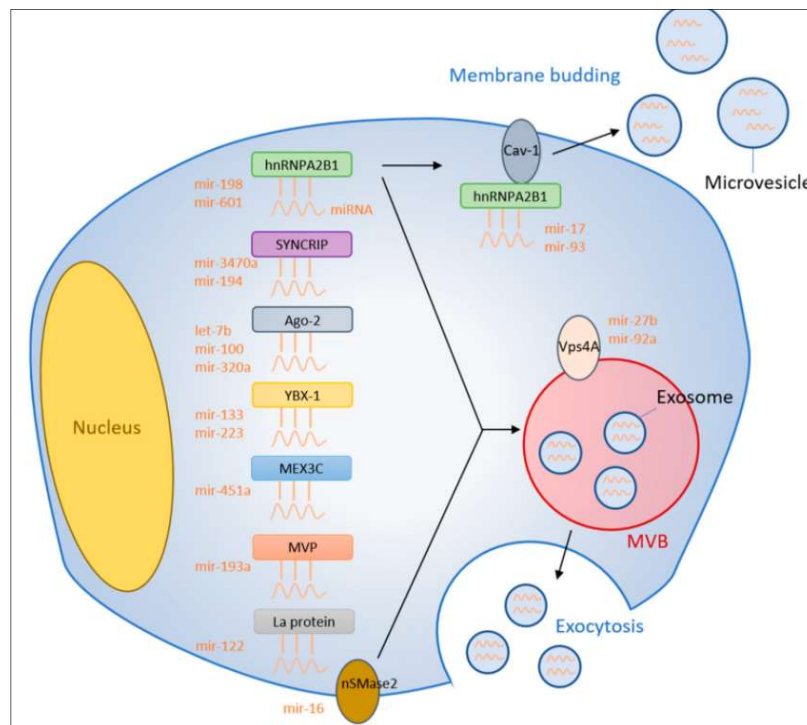 Membrane budding
Cav-1
Microvesicle
hnRNPA2B1
mir-198
mir-601
miRNA
hnRNPA2B1
mir-17
mir-93
SYNCRIP
mir-3470a
mir-194
Ago-2
let-7b
mir-100
mir-320a
mir-27b
mir-92a
Vps4A
YBX-1
mir-133
mir-223
Exosome
Nucleus
MEX3C
mir-451a
MVB
MVP
mir-193a
La protein
mir-122
Exocytosis
nSMase2
mir-16